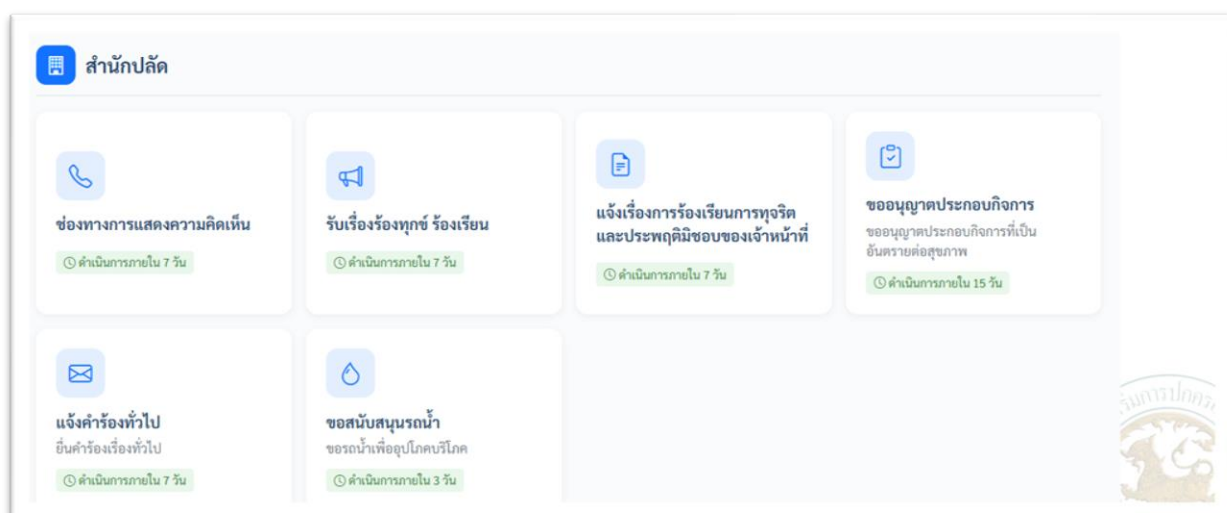 สำนักปลัด
ช่องทางการแสดงความคิดเห็น
ดำเนินการภายใน 7 วัน
รับเรื่องร้องทุกข์ ร้องเรียน
ดำเนินการภายใน 7 วัน
แจ้งเรื่องการร้องเรียนการทุจริต
และประพฤติมิชอบของเจ้าหน้าที่
ดำเนินการภายใน 7 วัน
ขออนุญาตประกอบกิจการ
ขออนุญาตประกอบกิจการที่เป็น
อันตรายต่อสุขภาพ
ดำเนินการภายใน 15 วัน
แจ้งคำร้องทั่วไป
ยื่นคำร้องเรื่องทั่วไป
ดำเนินการภายใน 7 วัน
ขอสนับสนุนรถน้ำ
ขอรถน้ำเพื่ออุปโภคบริโภค
ดำเนินการภายใน 3 วัน